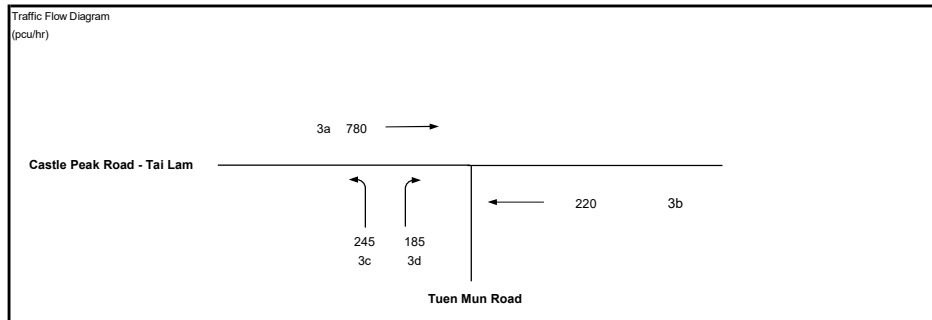 Traffic Flow Diagram
(pcu/hr)
3a 780
Castle Peak Road - Tai Lam
220 3b
245 185
3c 3d
Tuen Mun Road